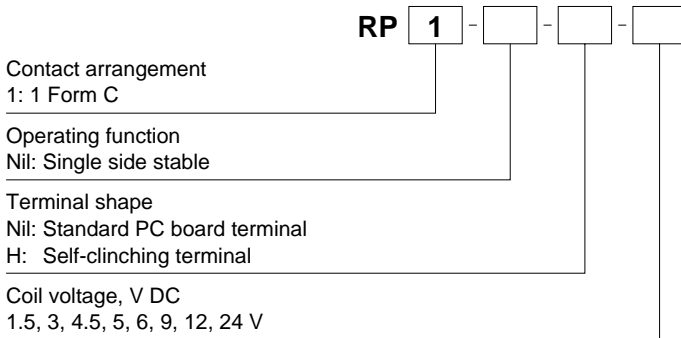 RP 1 - - -
Contact arrangement
1: 1 Form C
Operating function
Nil: Single side stable
Terminal shape
Nil: Standard PC board terminal
H: Self-clinching terminal
Coil voltage, V DC
1.5, 3, 4.5, 5, 6, 9, 12, 24 V